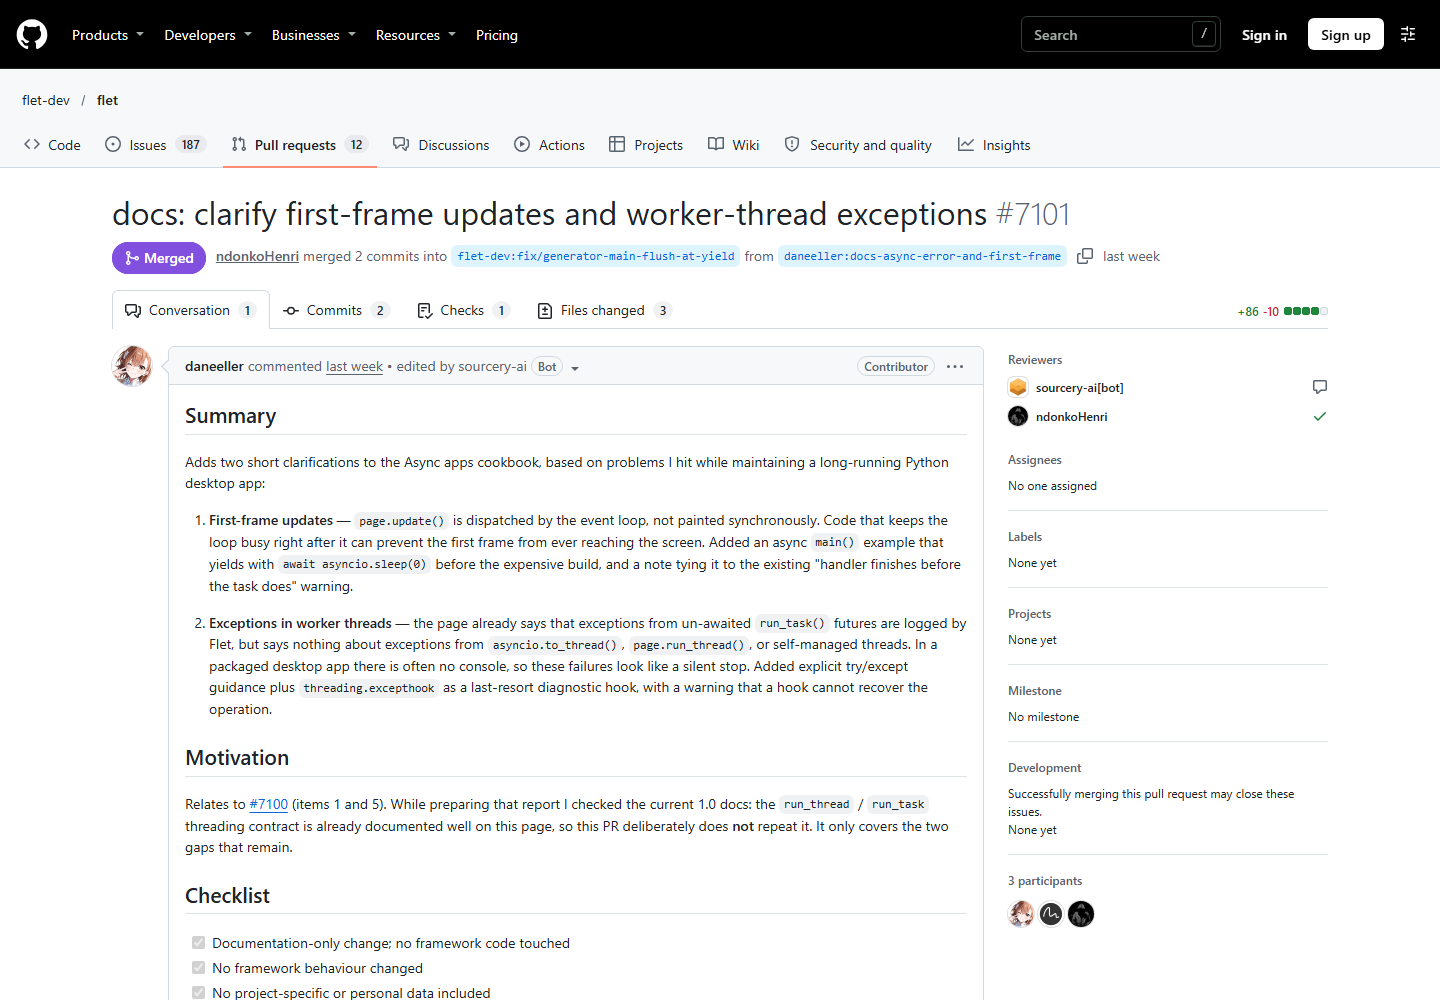 Products Developers Businesses Resources Pricing Search / Sign in Sign up
flet-dev / flet
Code Issues 187 Pull requests 12 Discussions Actions Projects Wiki Security and quality Insights
docs: clarify first-frame updates and worker-thread exceptions #7101
Merged ndonkoHenri merged 2 commits into flet-dev:fix/generator-main-flush-at-yield from daneeller:docs-async-error-and-first-frame last week
Conversation 1 Commits 2 Checks 1 Files changed 3 +86 -10
daneeller commented last week • edited by sourcery-ai Bot Contributor
Summary
Adds two short clarifications to the Async apps cookbook, based on problems I hit while maintaining a long-running Python
desktop app:
1. First-frame updates — page.update() is dispatched by the event loop, not painted synchronously. Code that keeps the
loop busy right after it can prevent the first frame from ever reaching the screen. Added an async main() example that
yields with await asyncio.sleep(0) before the expensive build, and a note tying it to the existing "handler finishes before
the task does" warning.
2. Exceptions in worker threads — the page already says that exceptions from un-awaited run_task() futures are logged by
Flet, but says nothing about exceptions from asyncio.to_thread(), page.run_thread(), or self-managed threads. In a
packaged desktop app there is often no console, so these failures look like a silent stop. Added explicit try/except
guidance plus threading.excepthook as a last-resort diagnostic hook, with a warning that a hook cannot recover the
operation.
Motivation
Relates to #7100 (items 1 and 5). While preparing that report I checked the current 1.0 docs: the run_thread / run_task
threading contract is already documented well on this page, so this PR deliberately does not repeat it. It only covers the two
gaps that remain.
Checklist
Documentation-only change; no framework code touched
No framework behaviour changed
No project-specific or personal data included
Reviewers
sourcery-ai[bot]
ndonkoHenri
Assignees
No one assigned
Labels
None yet
Projects
None yet
Milestone
No milestone
Development
Successfully merging this pull request may close these
issues.
None yet
3 participants